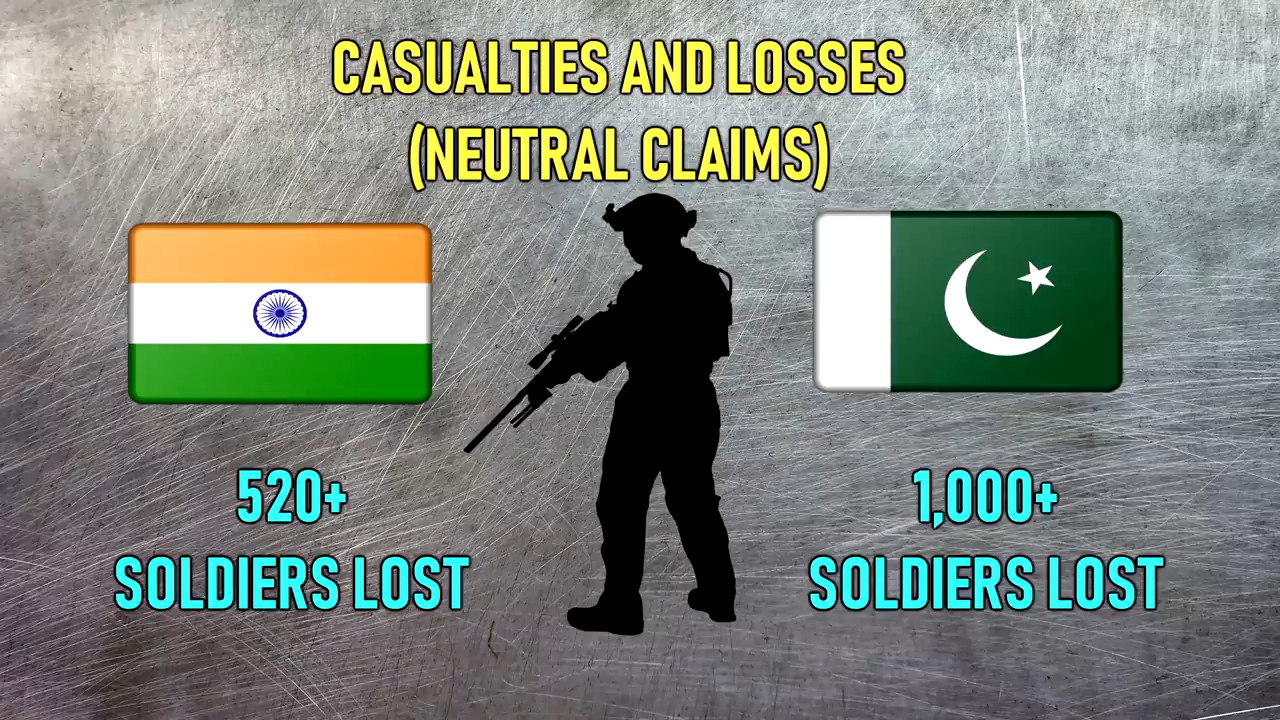 CASUALTIES AND LOSSES
(NEUTRAL CLAIMS)
520+
SOLDIERS LOST
1,000+
SOLDIERS LOST